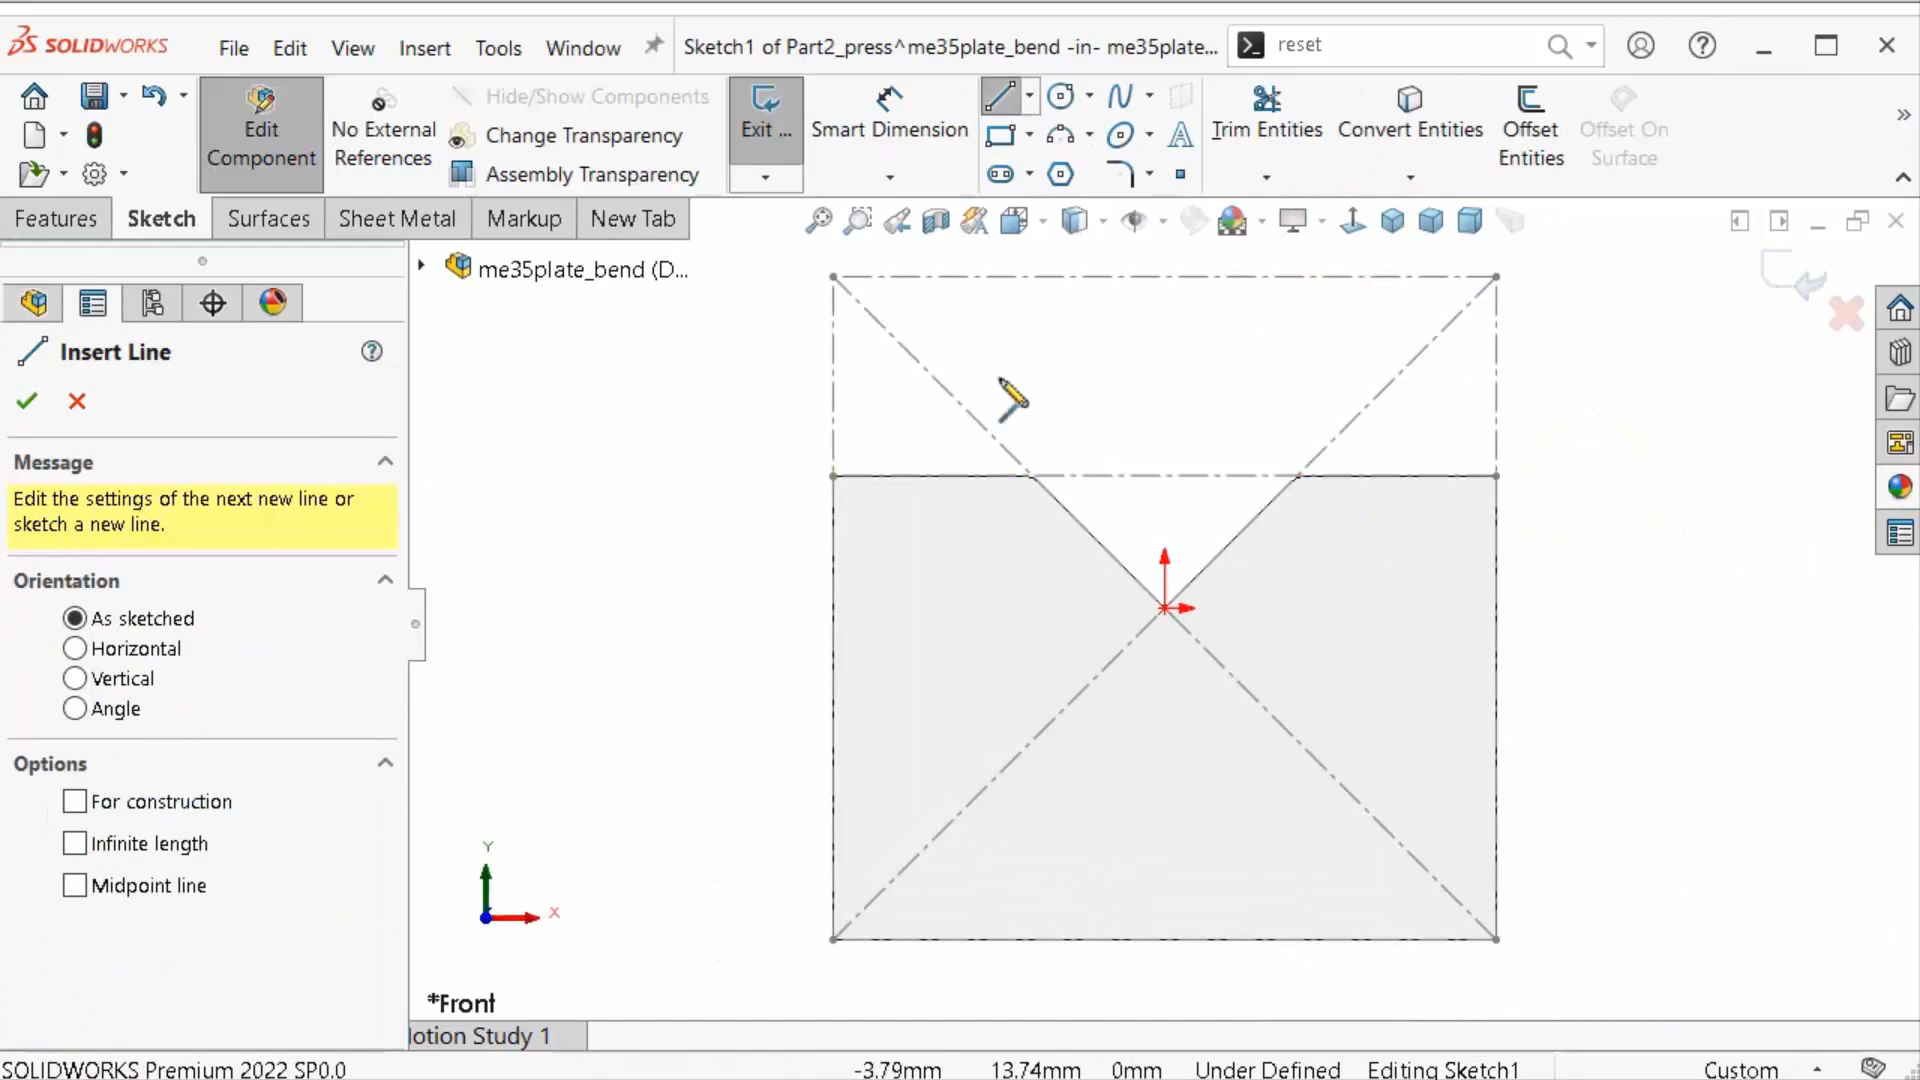 SOLIDWORKS
File Edit View Insert Tools Window
Sketch1 of Part2_press^me35plate_bend -in- me35plate...
reset
Edit Component
No External References
Hide/Show Components
Change Transparency
Assembly Transparency
Exit ...
Smart Dimension
Trim Entities
Convert Entities
Offset Entities
Offset On Surface
Features Sketch Surfaces Sheet Metal Markup New Tab
me35plate_bend (D...
Insert Line
Message
Edit the settings of the next new line or
sketch a new line.
Orientation
As sketched
Horizontal
Vertical
Angle
Options
For construction
Infinite length
Midpoint line
Y
X
*Front
otion Study 1
SOLIDWORKS Premium 2022 SP0.0
-3.79mm 13.74mm 0mm Under Defined Editing Sketch1 Custom